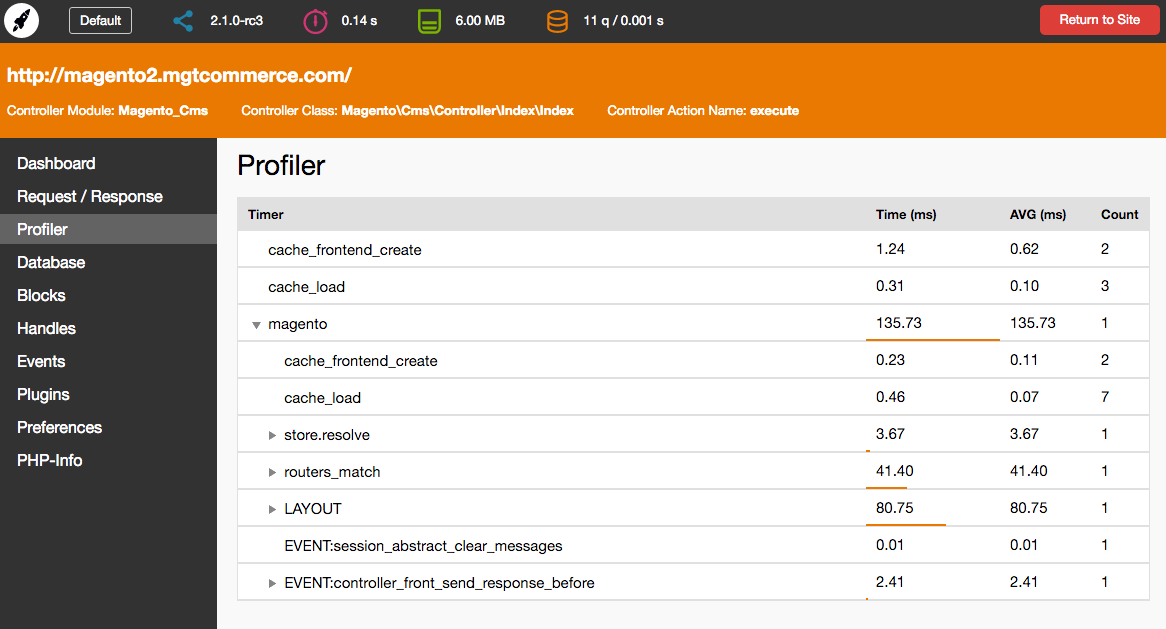 Default 2.1.0-rc3 0.14 s 6.00 MB 11 q / 0.001 s Return to Site
http://magento2.mgtcommerce.com/
Controller Module: Magento_Cms Controller Class: Magento\Cms\Controller\Index\Index Controller Action Name: execute
Dashboard
Request / Response
Profiler
Database
Blocks
Handles
Events
Plugins
Preferences
PHP-Info
Profiler
Timer Time (ms) AVG (ms) Count
cache_frontend_create 1.24 0.62 2
cache_load 0.31 0.10 3
magento 135.73 135.73 1
cache_frontend_create 0.23 0.11 2
cache_load 0.46 0.07 7
store.resolve 3.67 3.67 1
routers_match 41.40 41.40 1
LAYOUT 80.75 80.75 1
EVENT:session_abstract_clear_messages 0.01 0.01 1
EVENT:controller_front_send_response_before 2.41 2.41 1